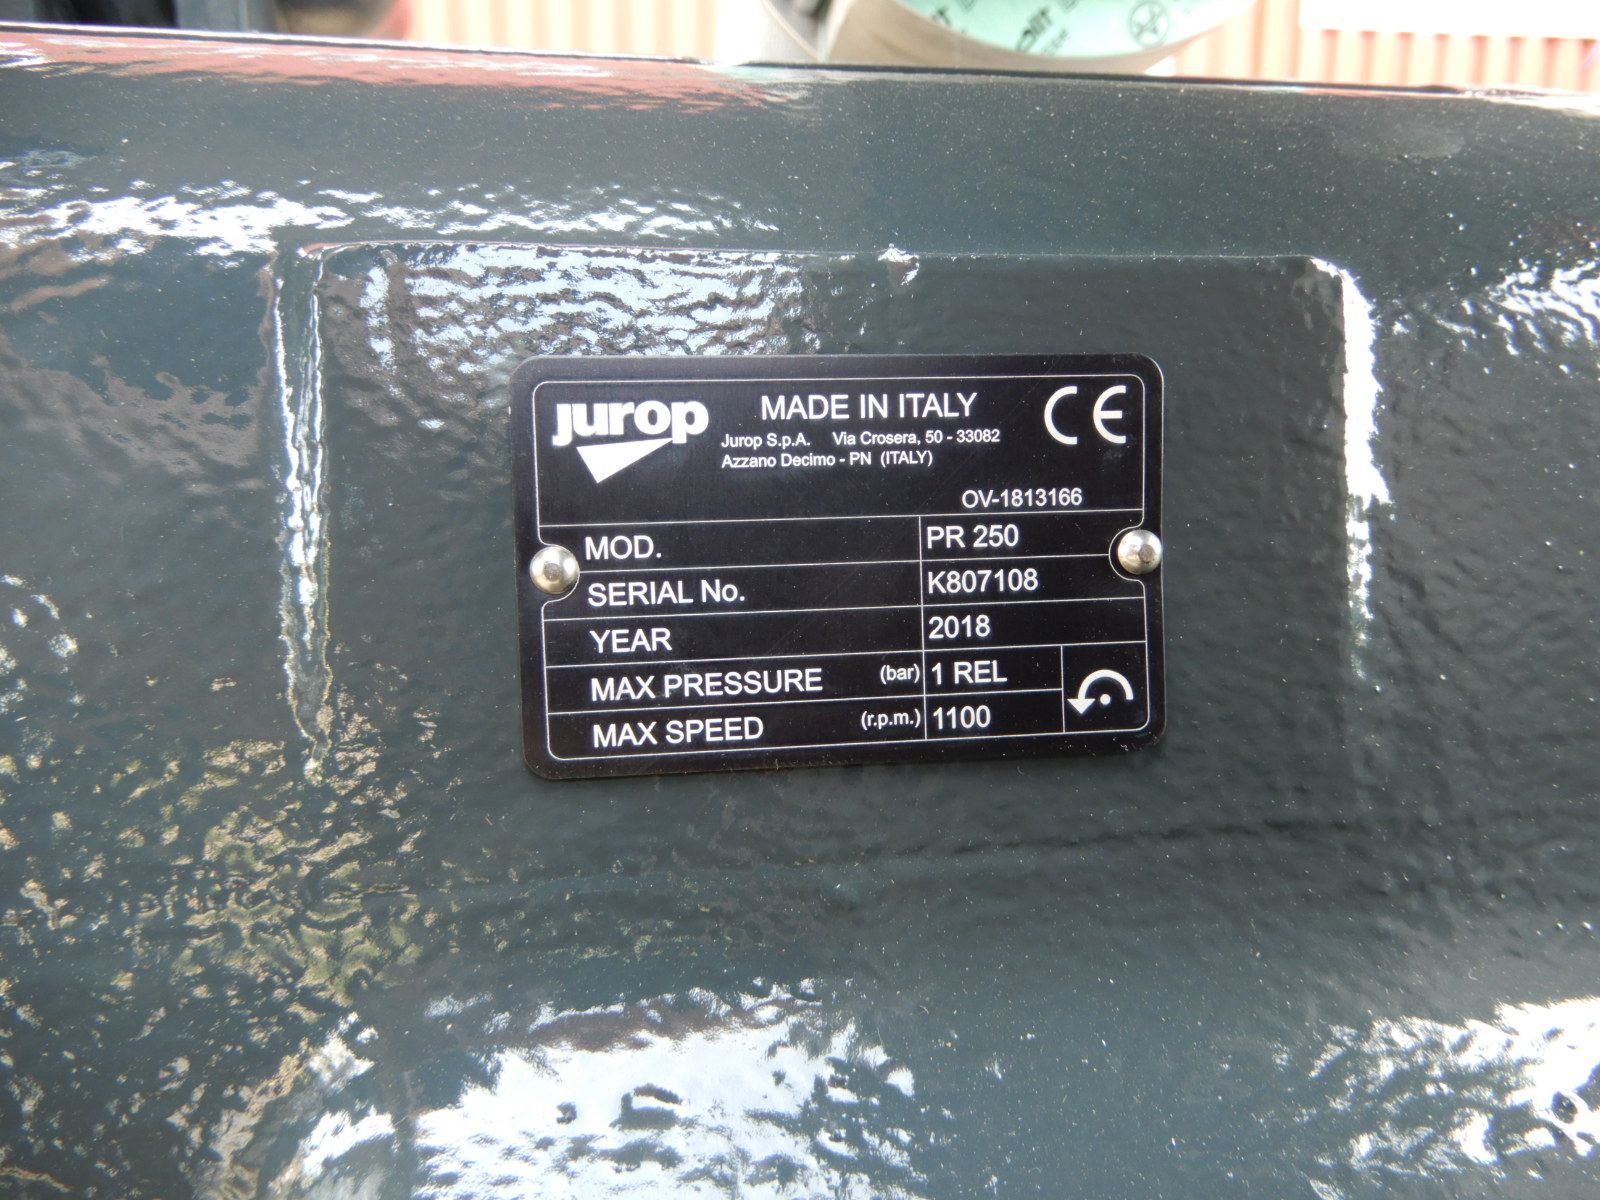 jurop
MADE IN ITALY
CE
Jurop S.p.A. Via Crosera, 50 - 33082
Azzano Decimo - PN (ITALY)
OV-1813166
MOD. PR 250
SERIAL No. K807108
YEAR 2018
MAX PRESSURE (bar) 1 REL
MAX SPEED (r.p.m.) 1100